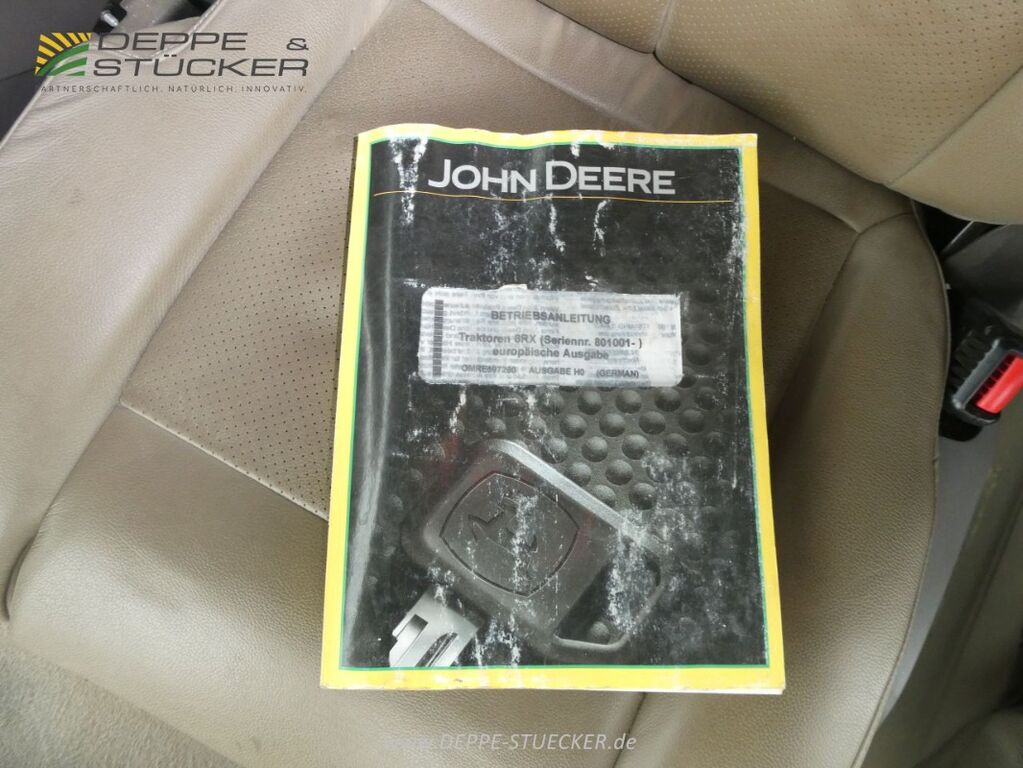 DEPPE &
STÜCKER
PARTNERSCHAFTLICH. NATÜRLICH. INNOVATIV.
JOHN DEERE
BETRIEBSANLEITUNG
Traktoren 8RX (Seriennr. 801001- )
europäische Ausgabe
AUSGABE H0 (GERMAN)
www.DEPPE-STUECKER.de